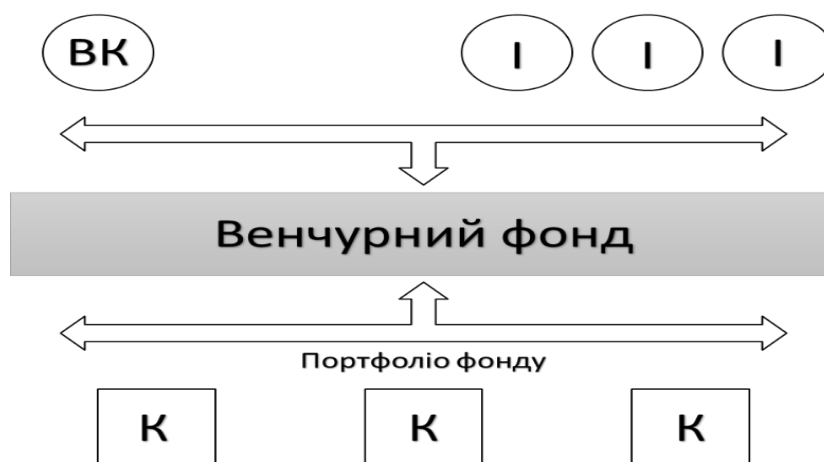 ВК І І І
Венчурний фонд
Портфоліо фонду
К К К